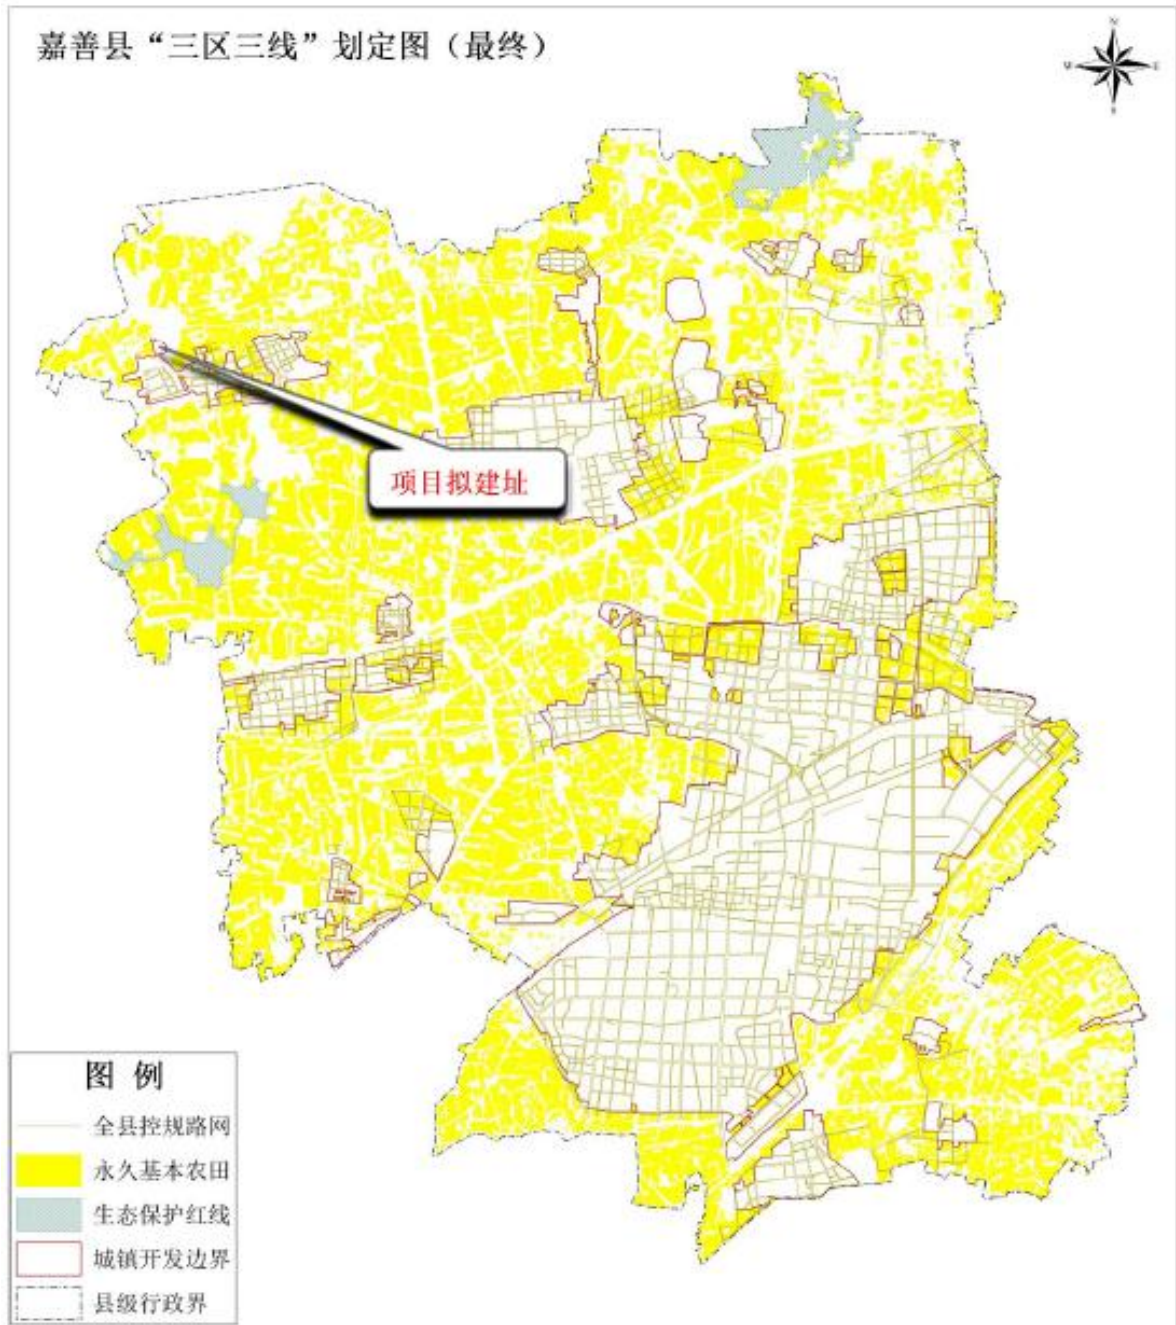 嘉善县“三区三线”划定图（最终）
N
W
E
S
项目拟建址
图 例
全县控规路网
永久基本农田
生态保护红线
城镇开发边界
县级行政界